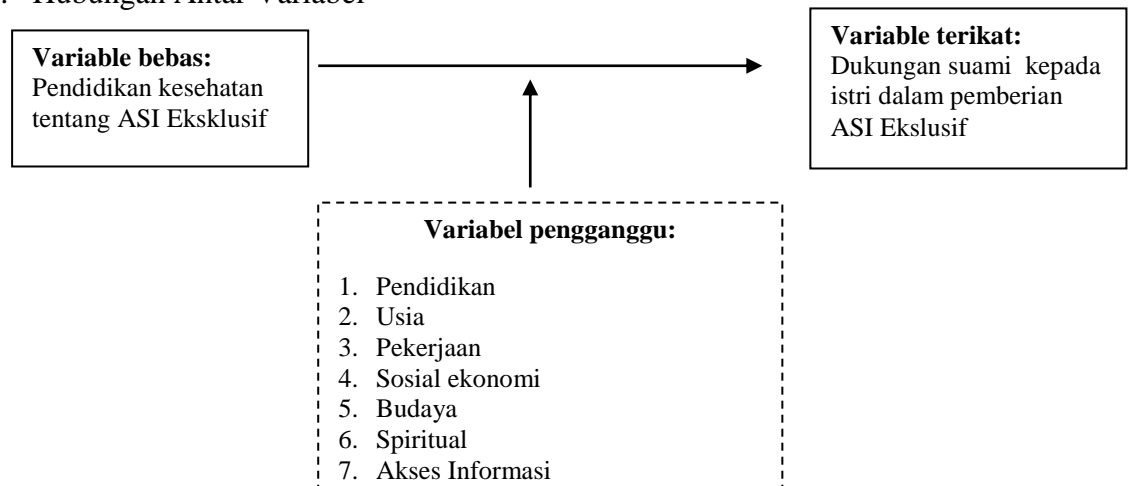 Hubungan Antar Variabel
Variable bebas:
Pendidikan kesehatan
tentang ASI Eksklusif
Variable terikat:
Dukungan suami kepada
istri dalam pemberian
ASI Ekslusif
Variabel pengganggu:
1. Pendidikan
2. Usia
3. Pekerjaan
4. Sosial ekonomi
5. Budaya
6. Spiritual
7. Akses Informasi